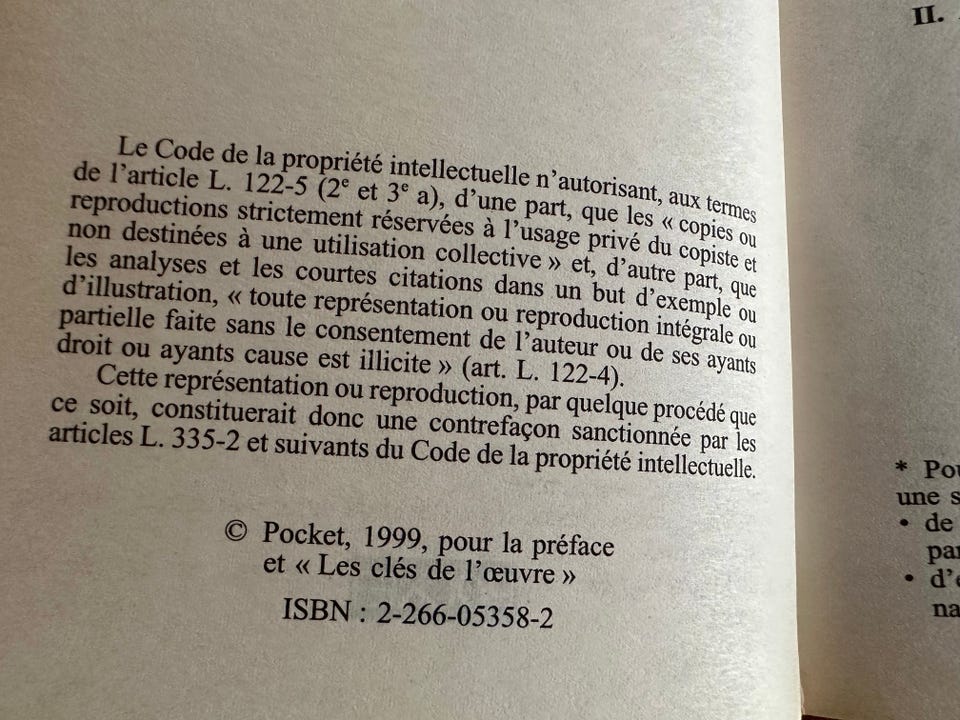 Le Code de la propriété intellectuelle n'autorisant, aux termes
de l'article L. 122-5 (2e et 3e a), d'une part, que les « copies ou
reproductions strictement réservées à l'usage privé du copiste et
non destinées à une utilisation collective » et, d'autre part, que
les analyses et les courtes citations dans un but d'exemple ou
d'illustration, « toute représentation ou reproduction intégrale ou
partielle faite sans le consentement de l'auteur ou de ses ayants
droit ou ayants cause est illicite » (art. L. 122-4).
Cette représentation ou reproduction, par quelque procédé que
ce soit, constituerait donc une contrefaçon sanctionnée par les
articles L. 335-2 et suivants du Code de la propriété intellectuelle.
© Pocket, 1999, pour la préface
et « Les clés de l'œuvre »
ISBN : 2-266-05358-2
II.
* Pou
une s
• de
par
• d'e
na